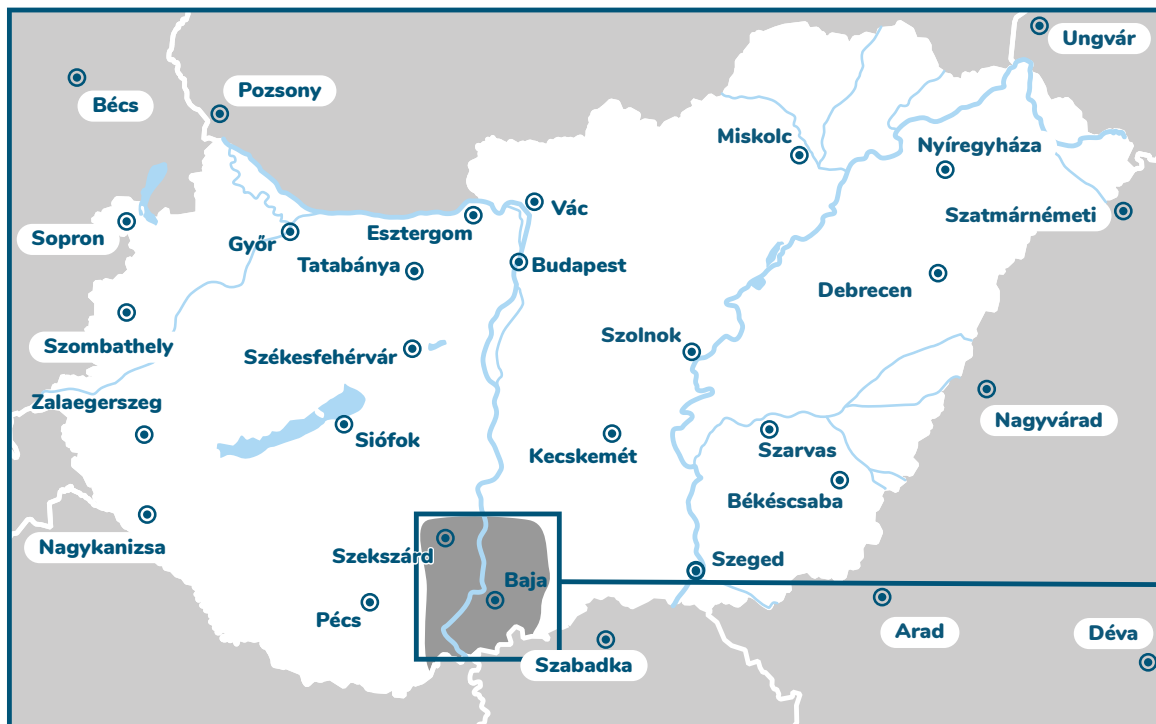 Ungvár
Bécs
Pozsony
Miskolc
Nyíregyháza
Vác
Szatmárnémeti
Sopron
Győr
Esztergom
Tatabánya
Budapest
Debrecen
Szombathely
Székesfehérvár
Szolnok
Zalaegerszeg
Nagyvárad
Siófok
Kecskemét
Szarvas
Békéscsaba
Nagykanizsa
Szekszárd
Szeged
Baja
Pécs
Arad
Déva
Szabadka